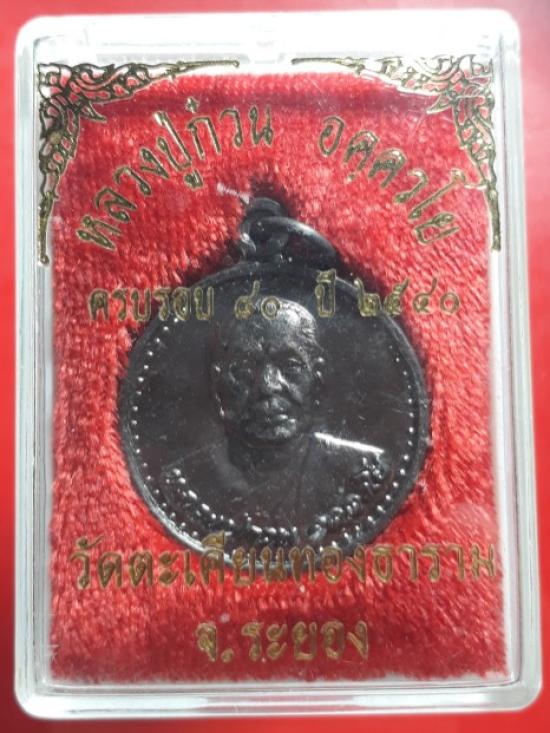 หลวงปู่ก๋วน อคฺควโย
ครบรอบ ๘๐ ปี ๒๕๔๐
วัดตะเคียนทองธาราม
จ.ระยอง